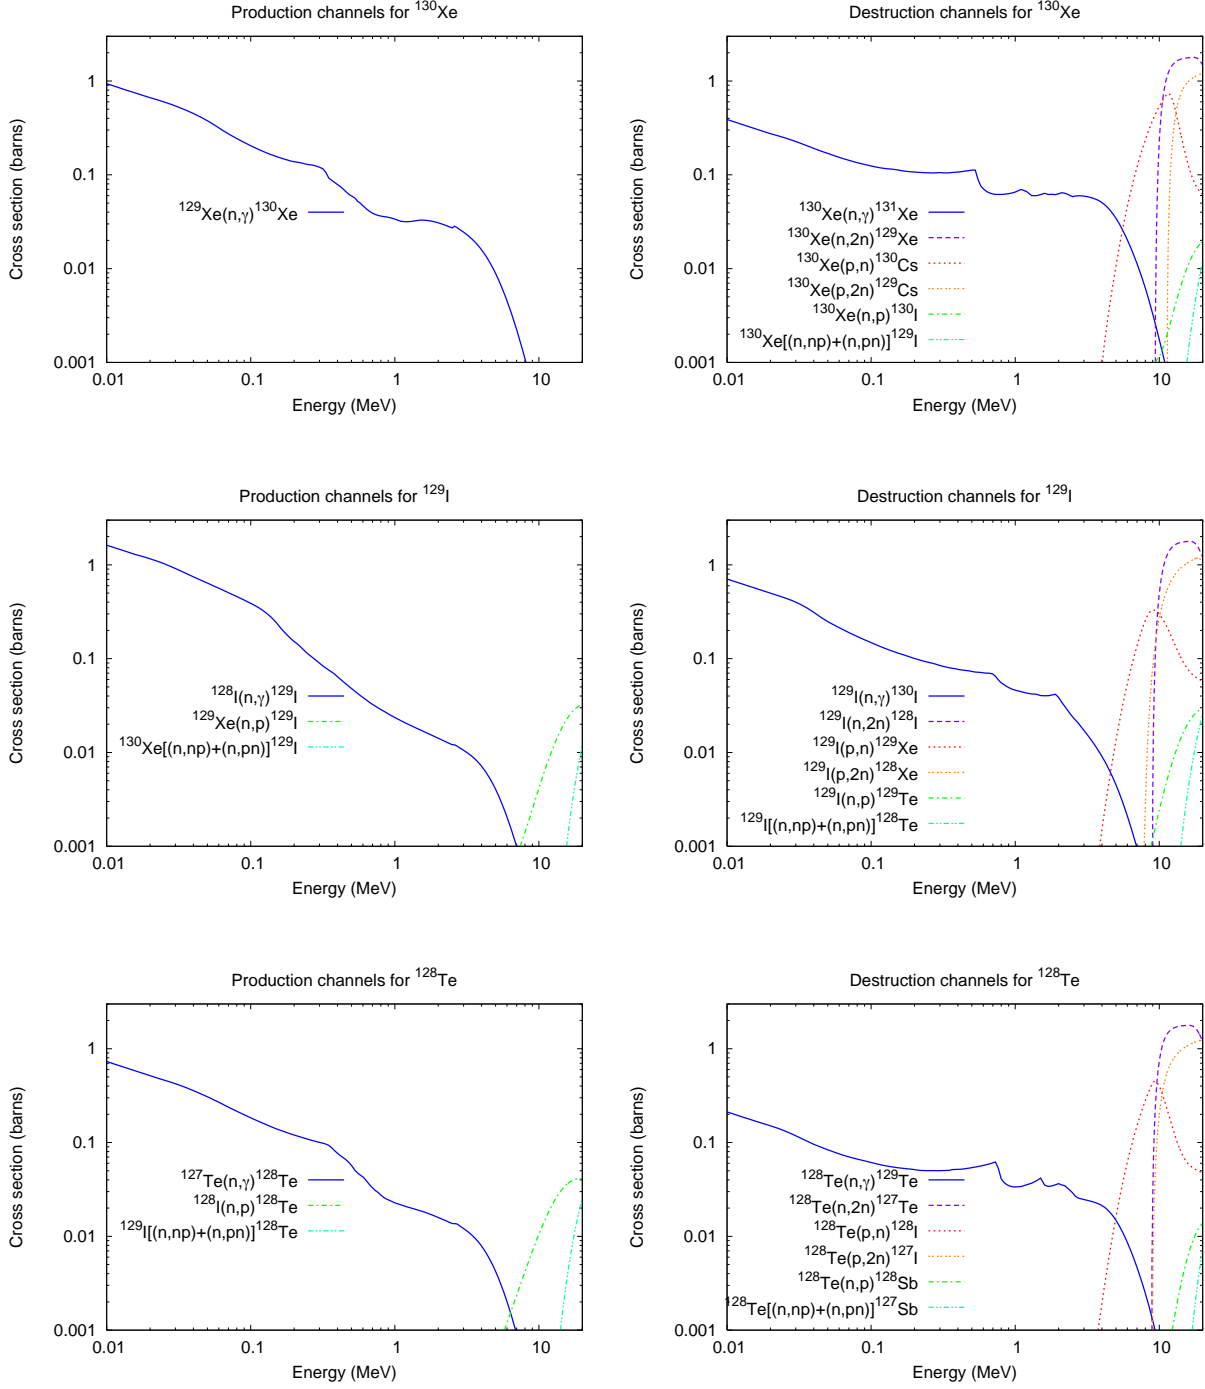 Production channels for ¹³⁰Xe
Cross section (barns)
1
0.1
0.01
0.001
¹²⁹Xe(n,γ)¹³⁰Xe
0.01 0.1 1 10
Energy (MeV)
Destruction channels for ¹³⁰Xe
Cross section (barns)
1
0.1
0.01
0.001
¹³⁰Xe(n,γ)¹³¹Xe
¹³⁰Xe(n,2n)¹²⁹Xe
¹³⁰Xe(p,n)¹³⁰Cs
¹³⁰Xe(p,2n)¹²⁹Cs
¹³⁰Xe(n,p)¹³⁰I
¹³⁰Xe[(n,np)+(n,pn)]¹²⁹I
0.01 0.1 1 10
Energy (MeV)
Production channels for ¹²⁹I
Cross section (barns)
1
0.1
0.01
0.001
¹²⁸I(n,γ)¹²⁹I
¹²⁹Xe(n,p)¹²⁹I
¹³⁰Xe[(n,np)+(n,pn)]¹²⁹I
0.01 0.1 1 10
Energy (MeV)
Destruction channels for ¹²⁹I
Cross section (barns)
1
0.1
0.01
0.001
¹²⁹I(n,γ)¹³⁰I
¹²⁹I(n,2n)¹²⁸I
¹²⁹I(p,n)¹²⁹Xe
¹²⁹I(p,2n)¹²⁸Xe
¹²⁹I(n,p)¹²⁹Te
¹²⁹I[(n,np)+(n,pn)]¹²⁸Te
0.01 0.1 1 10
Energy (MeV)
Production channels for ¹²⁸Te
Cross section (barns)
1
0.1
0.01
0.001
¹²⁷Te(n,γ)¹²⁸Te
¹²⁸I(n,p)¹²⁸Te
¹²⁹I[(n,np)+(n,pn)]¹²⁸Te
0.01 0.1 1 10
Energy (MeV)
Destruction channels for ¹²⁸Te
Cross section (barns)
1
0.1
0.01
0.001
¹²⁸Te(n,γ)¹²⁹Te
¹²⁸Te(n,2n)¹²⁷Te
¹²⁸Te(p,n)¹²⁸I
¹²⁸Te(p,2n)¹²⁷I
¹²⁸Te(n,p)¹²⁸Sb
¹²⁸Te[(n,np)+(n,pn)]¹²⁷Sb
0.01 0.1 1 10
Energy (MeV)